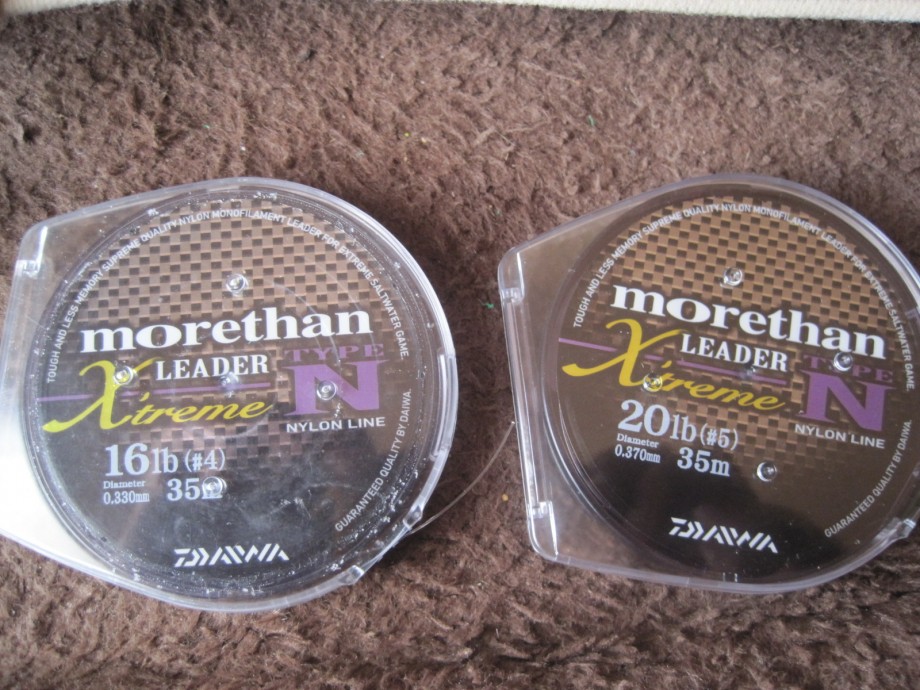 TOUGH AND LESS MEMORY SUPREME QUALITY NYLON MONOFILAMENT LEADER FOR EXTREME SALTWATER GAME.
morethan
LEADER
X'treme
TYPE
N
NYLON LINE
16lb (#4)
Diameter
0.330mm
35m
GUARANTEED QUALITY BY DAIWA
DAIWA
TOUGH AND LESS MEMORY SUPREME QUALITY NYLON MONOFILAMENT LEADER FOR EXTREME SALTWATER GAME.
morethan
LEADER
X'treme
TYPE
N
NYLON LINE
20lb (#5)
Diameter
0.370mm
35m
GUARANTEED QUALITY BY DAIWA
DAIWA